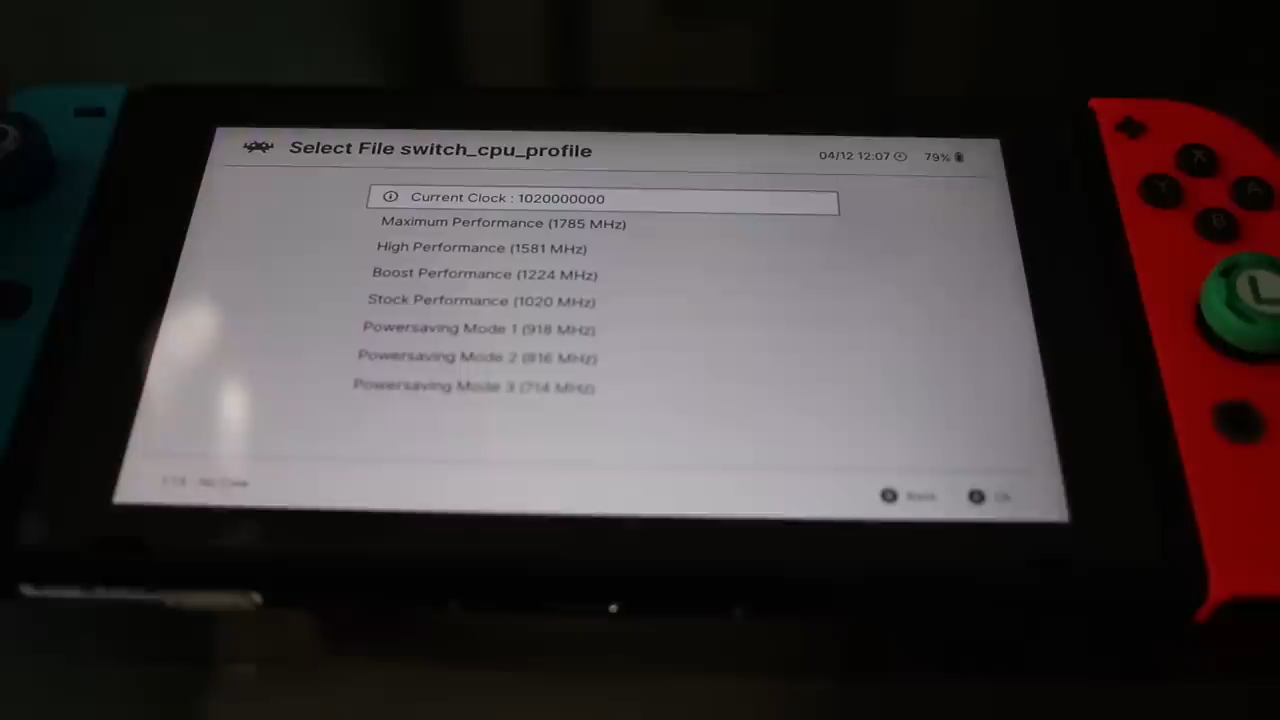 Select File switch_cpu_profile
04/12 12:07 79%
Current Clock : 1020000000
Maximum Performance (1785 MHz)
High Performance (1581 MHz)
Boost Performance (1224 MHz)
Stock Performance (1020 MHz)
Powersaving Mode 1 (918 MHz)
Powersaving Mode 2 (816 MHz)
Powersaving Mode 3 (714 MHz)
Back
Ok
X
Y
A
B
L